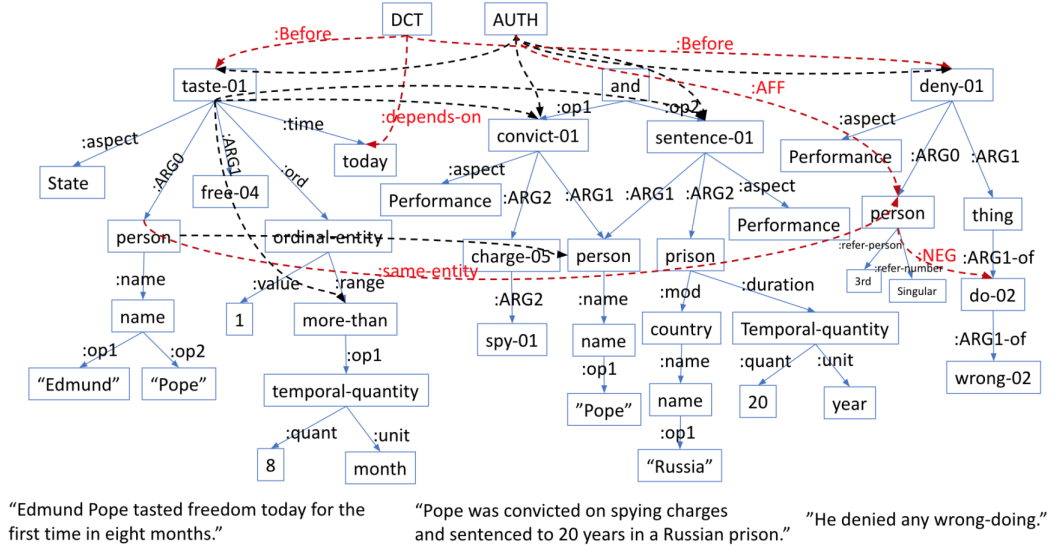 DCT AUTH
:Before :Before
taste-01 and deny-01
:AFF
:op1 :op2
:aspect :time :depends-on convict-01 sentence-01 :aspect
:ARG0 :ARG1 :ord today Performance :ARG0 :ARG1
State free-04 Performance :ARG2 :ARG1 :ARG1 :ARG2 :aspect
person ordinal-entity Performance person thing
charge-05 person prison :refer-person :NEG :ARG1-of
:name :value :range :same-entity 3rd :refer-number
Singular do-02
name 1 more-than :ARG2 :name :mod :duration
spy-01 name country Temporal-quantity :ARG1-of
:op1 :op2 :op1 :op1 :name :quant :unit
“Edmund” “Pope” temporal-quantity wrong-02
”Pope” name 20 year
:quant :unit :op1
8 month “Russia”
“Edmund Pope tasted freedom today for the
first time in eight months.”
“Pope was convicted on spying charges
and sentenced to 20 years in a Russian prison.”
”He denied any wrong-doing.”